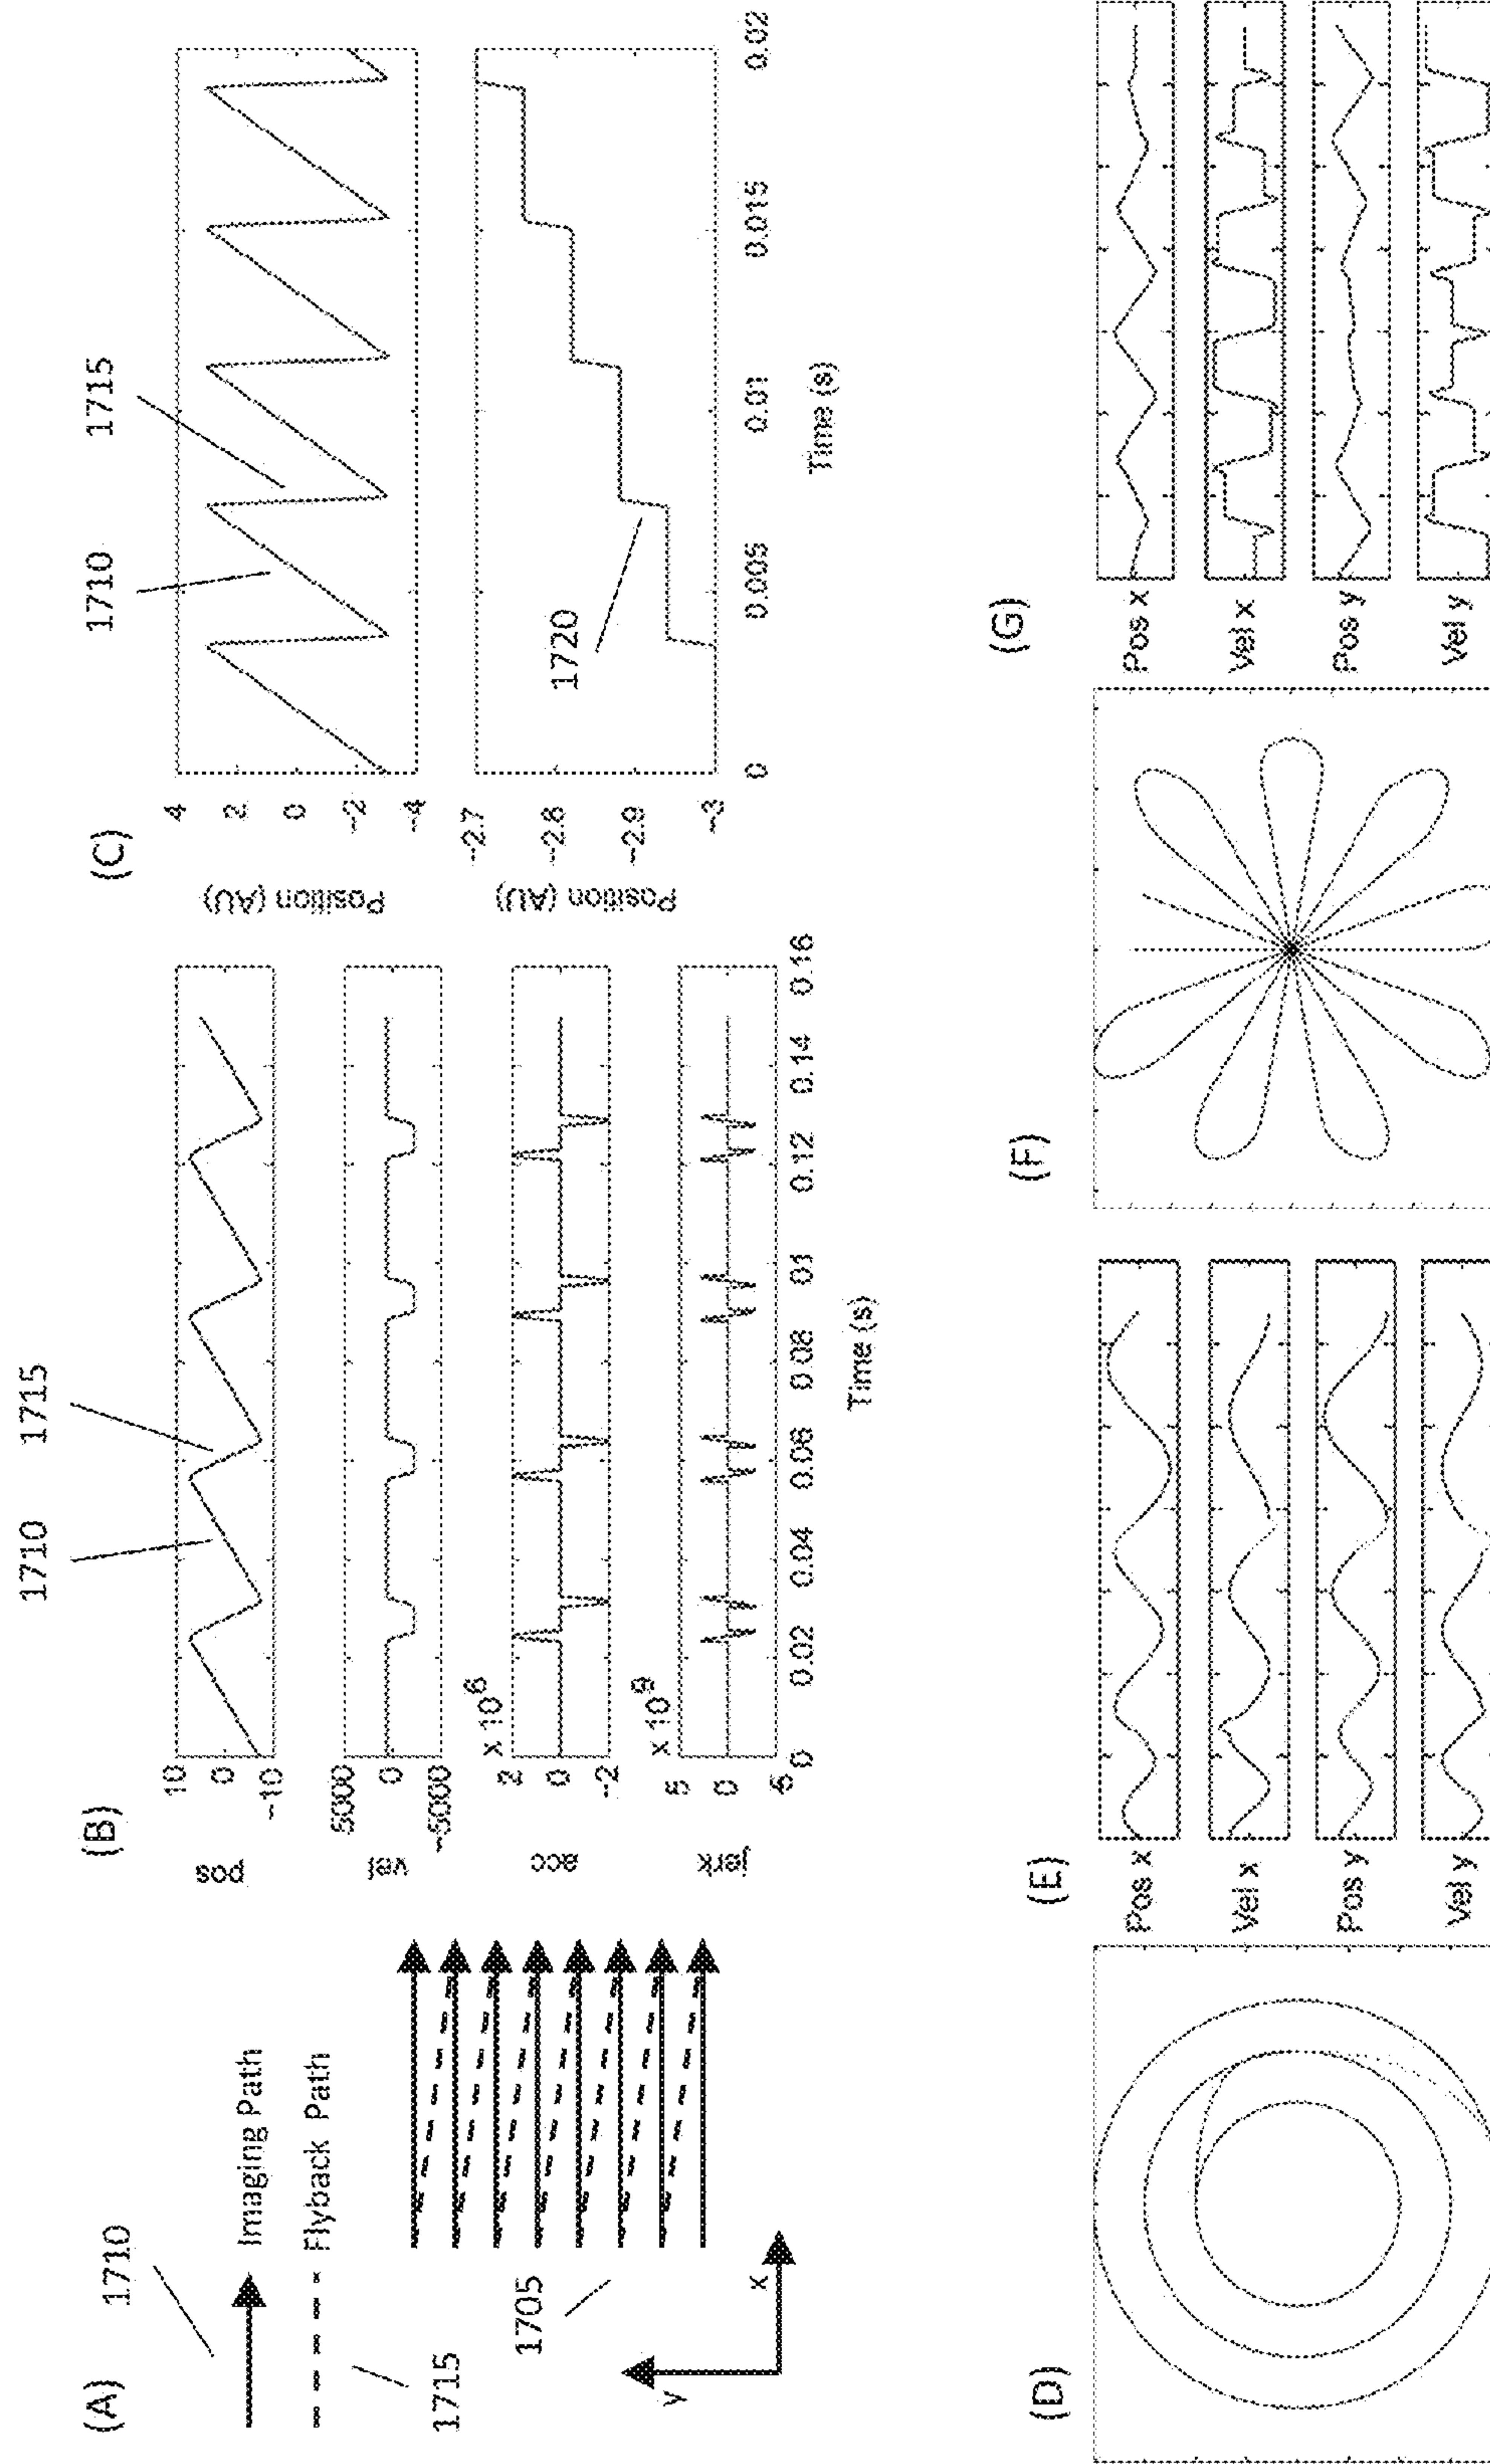 (A)
1710
Imaging Path
Flyback Path
1715
1705
y
x
(B)
1710
1715
pos
10
0
-10
vel
5000
0
-5000
acc
x 10^6
2
0
-2
jerk
x 10^9
5
0
-5
0 0.02 0.04 0.06 0.08 01 0.12 0.14 0.16
Time (s)
(C)
1710
1715
Position (AU)
4
2
0
-2
-4
Position (AU)
-2.7
-2.8
-2.9
-3
1720
0 0.005 0.01 0.015 0.02
Time (s)
(D)
(E)
Pos x
Vel x
Pos y
Vel y
(F)
(G)
Pos x
Vel x
Pos y
Vel y